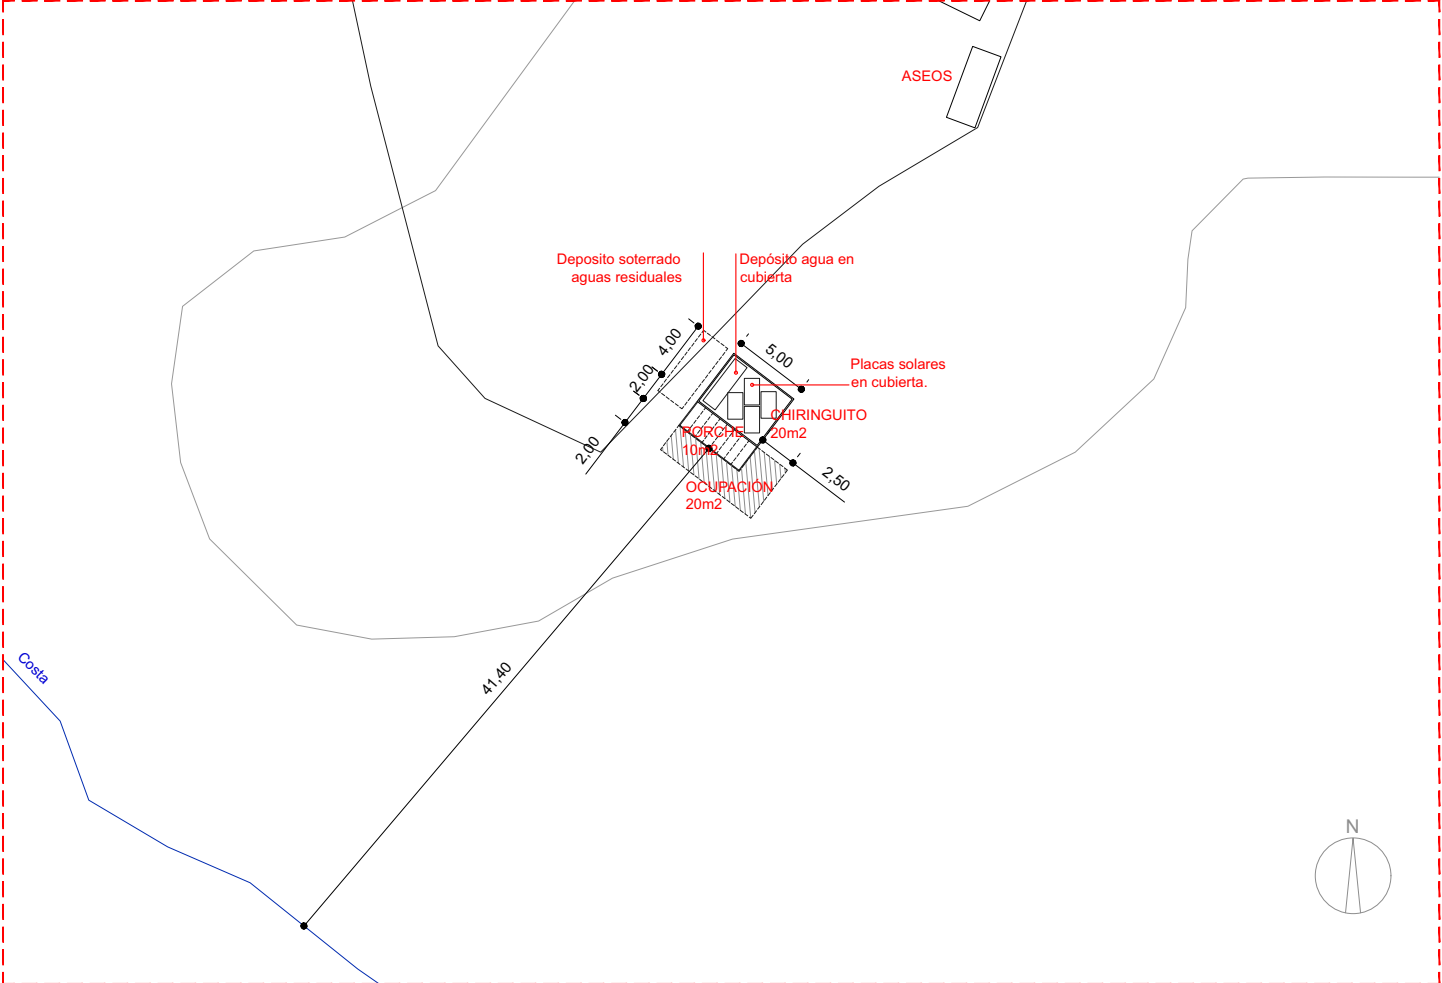 ASEOS
Deposito soterrado
aguas residuales
Depósito agua en
cubierta
4,00
5,00
2,00
Placas solares
en cubierta.
CHIRINGUITO
20m2
PORCHE
10m2
2,00
2,50
OCUPACIÓN
20m2
41,40
Costa
N